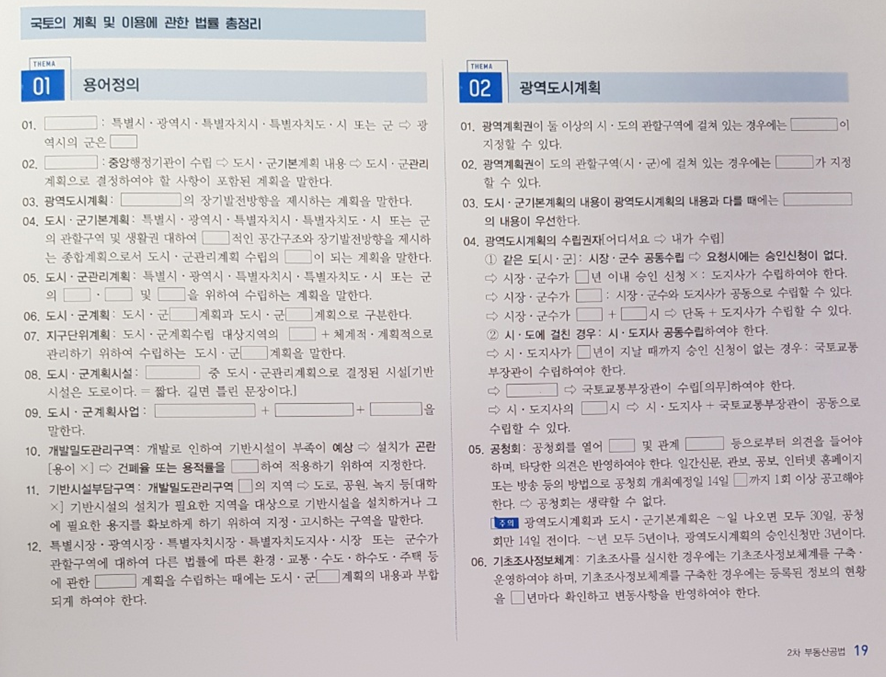 국토의 계획 및 이용에 관한 법률 총정리
THEMA
01 용어정의
01. : 특별시·광역시·특별자치시·특별자치도·시 또는 군 ⇨ 광
역시의 군은
02. : 중앙행정기관이 수립 ⇨ 도시·군기본계획 내용 ⇨ 도시·군관리
계획으로 결정하여야 할 사항이 포함된 계획을 말한다.
03. 광역도시계획: 의 장기발전방향을 제시하는 계획을 말한다.
04. 도시·군기본계획: 특별시·광역시·특별자치시·특별자치도·시 또는 군
의 관할구역 및 생활권 대하여 적인 공간구조와 장기발전방향을 제시하
는 종합계획으로서 도시·군관리계획 수립의 이 되는 계획을 말한다.
05. 도시·군관리계획: 특별시·광역시·특별자치시·특별자치도·시 또는 군
의 · 및 을 위하여 수립하는 계획을 말한다.
06. 도시·군계획: 도시·군 계획과 도시·군 계획으로 구분한다.
07. 지구단위계획: 도시·군계획수립 대상지역의 + 체계적·계획적으로
관리하기 위하여 수립하는 도시·군 계획을 말한다.
08. 도시·군계획시설: 중 도시·군관리계획으로 결정된 시설[기반
시설은 도로이다. = 짧다. 길면 틀린 문장이다.]
09. 도시·군계획사업: + + 을
말한다.
10. 개발밀도관리구역: 개발로 인하여 기반시설이 부족이 예상 ⇨ 설치가 곤란
[용이 ×] ⇨ 건폐율 또는 용적률을 하여 적용하기 위하여 지정한다.
11. 기반시설부담구역: 개발밀도관리구역 의 지역 ⇨ 도로, 공원, 녹지 등[대학
×] 기반시설의 설치가 필요한 지역을 대상으로 기반시설을 설치하거나 그
에 필요한 용지를 확보하게 하기 위하여 지정·고시하는 구역을 말한다.
12. 특별시장·광역시장·특별자치시장·특별자치도지사·시장 또는 군수가
관할구역에 대하여 다른 법률에 따른 환경·교통·수도·하수도·주택 등
에 관한 계획을 수립하는 때에는 도시·군 계획의 내용과 부합
되게 하여야 한다.
THEMA
02 광역도시계획
01. 광역계획권이 둘 이상의 시·도의 관할구역에 걸쳐 있는 경우에는 이
지정할 수 있다.
02. 광역계획권이 도의 관할구역(시·군)에 걸쳐 있는 경우에는 가 지정
할 수 있다.
03. 도시·군기본계획의 내용이 광역도시계획의 내용과 다를 때에는
의 내용이 우선한다.
04. 광역도시계획의 수립권자[어디서요 ⇨ 내가 수립]
① 같은 도[시·군]: 시장·군수 공동수립 ⇨ 요청시에는 승인신청이 없다.
⇨ 시장·군수가 년 이내 승인 신청×: 도지사가 수립하여야 한다.
⇨ 시장·군수가 : 시장·군수와 도지사가 공동으로 수립할 수 있다.
⇨ 시장·군수가 + 시 ⇨ 단독 + 도지사가 수립할 수 있다.
② 시·도에 걸친 경우: 시·도지사 공동수립하여야 한다.
⇨ 시·도지사가 년이 지날 때까지 승인 신청이 없는 경우: 국토교통
부장관이 수립하여야 한다.
⇨ ⇨ 국토교통부장관이 수립[의무]하여야 한다.
⇨ 시·도지사의 시 ⇨ 시·도지사 + 국토교통부장관이 공동으로
수립할 수 있다.
05. 공청회: 공청회를 열어 및 관계 등으로부터 의견을 들어야
하며, 타당한 의견은 반영하여야 한다. 일간신문, 관보, 공보, 인터넷 홈페이지
또는 방송 등의 방법으로 공청회 개최예정일 14일 까지 1회 이상 공고해야
한다. ⇨ 공청회는 생략할 수 없다.
주의 광역도시계획과 도시·군기본계획은 ~일 나오면 모두 30일, 공청
회만 14일 전이다. ~년 모두 5년이나, 광역도시계획의 승인신청만 3년이다.
06. 기초조사정보체계: 기초조사를 실시한 경우에는 기초조사정보체계를 구축·
운영하여야 하며, 기초조사정보체계를 구축한 경우에는 등록된 정보의 현황
을 년마다 확인하고 변동사항을 반영하여야 한다.
2차 부동산공법 19